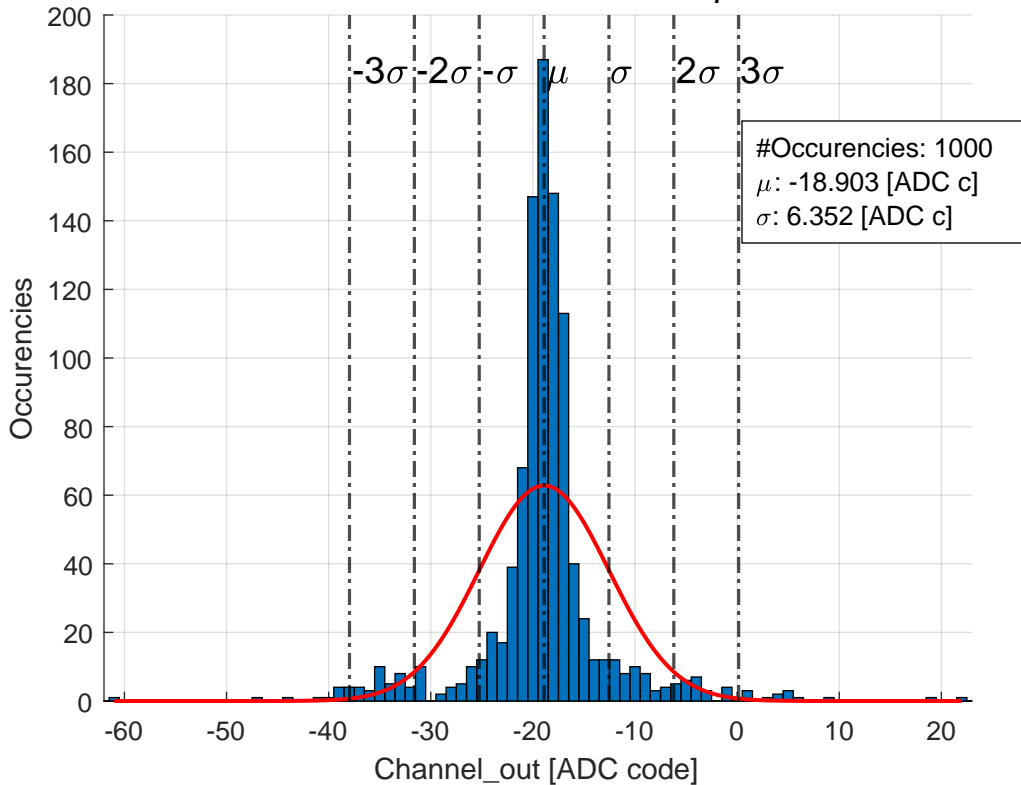 200
180
160
140
120
100
80
60
40
20
0
Occurencies
-3σ -2σ -σ μ σ 2σ 3σ
#Occurencies: 1000
μ: -18.903 [ADC c]
σ: 6.352 [ADC c]
-60 -50 -40 -30 -20 -10 0 10 20
Channel_out [ADC code]